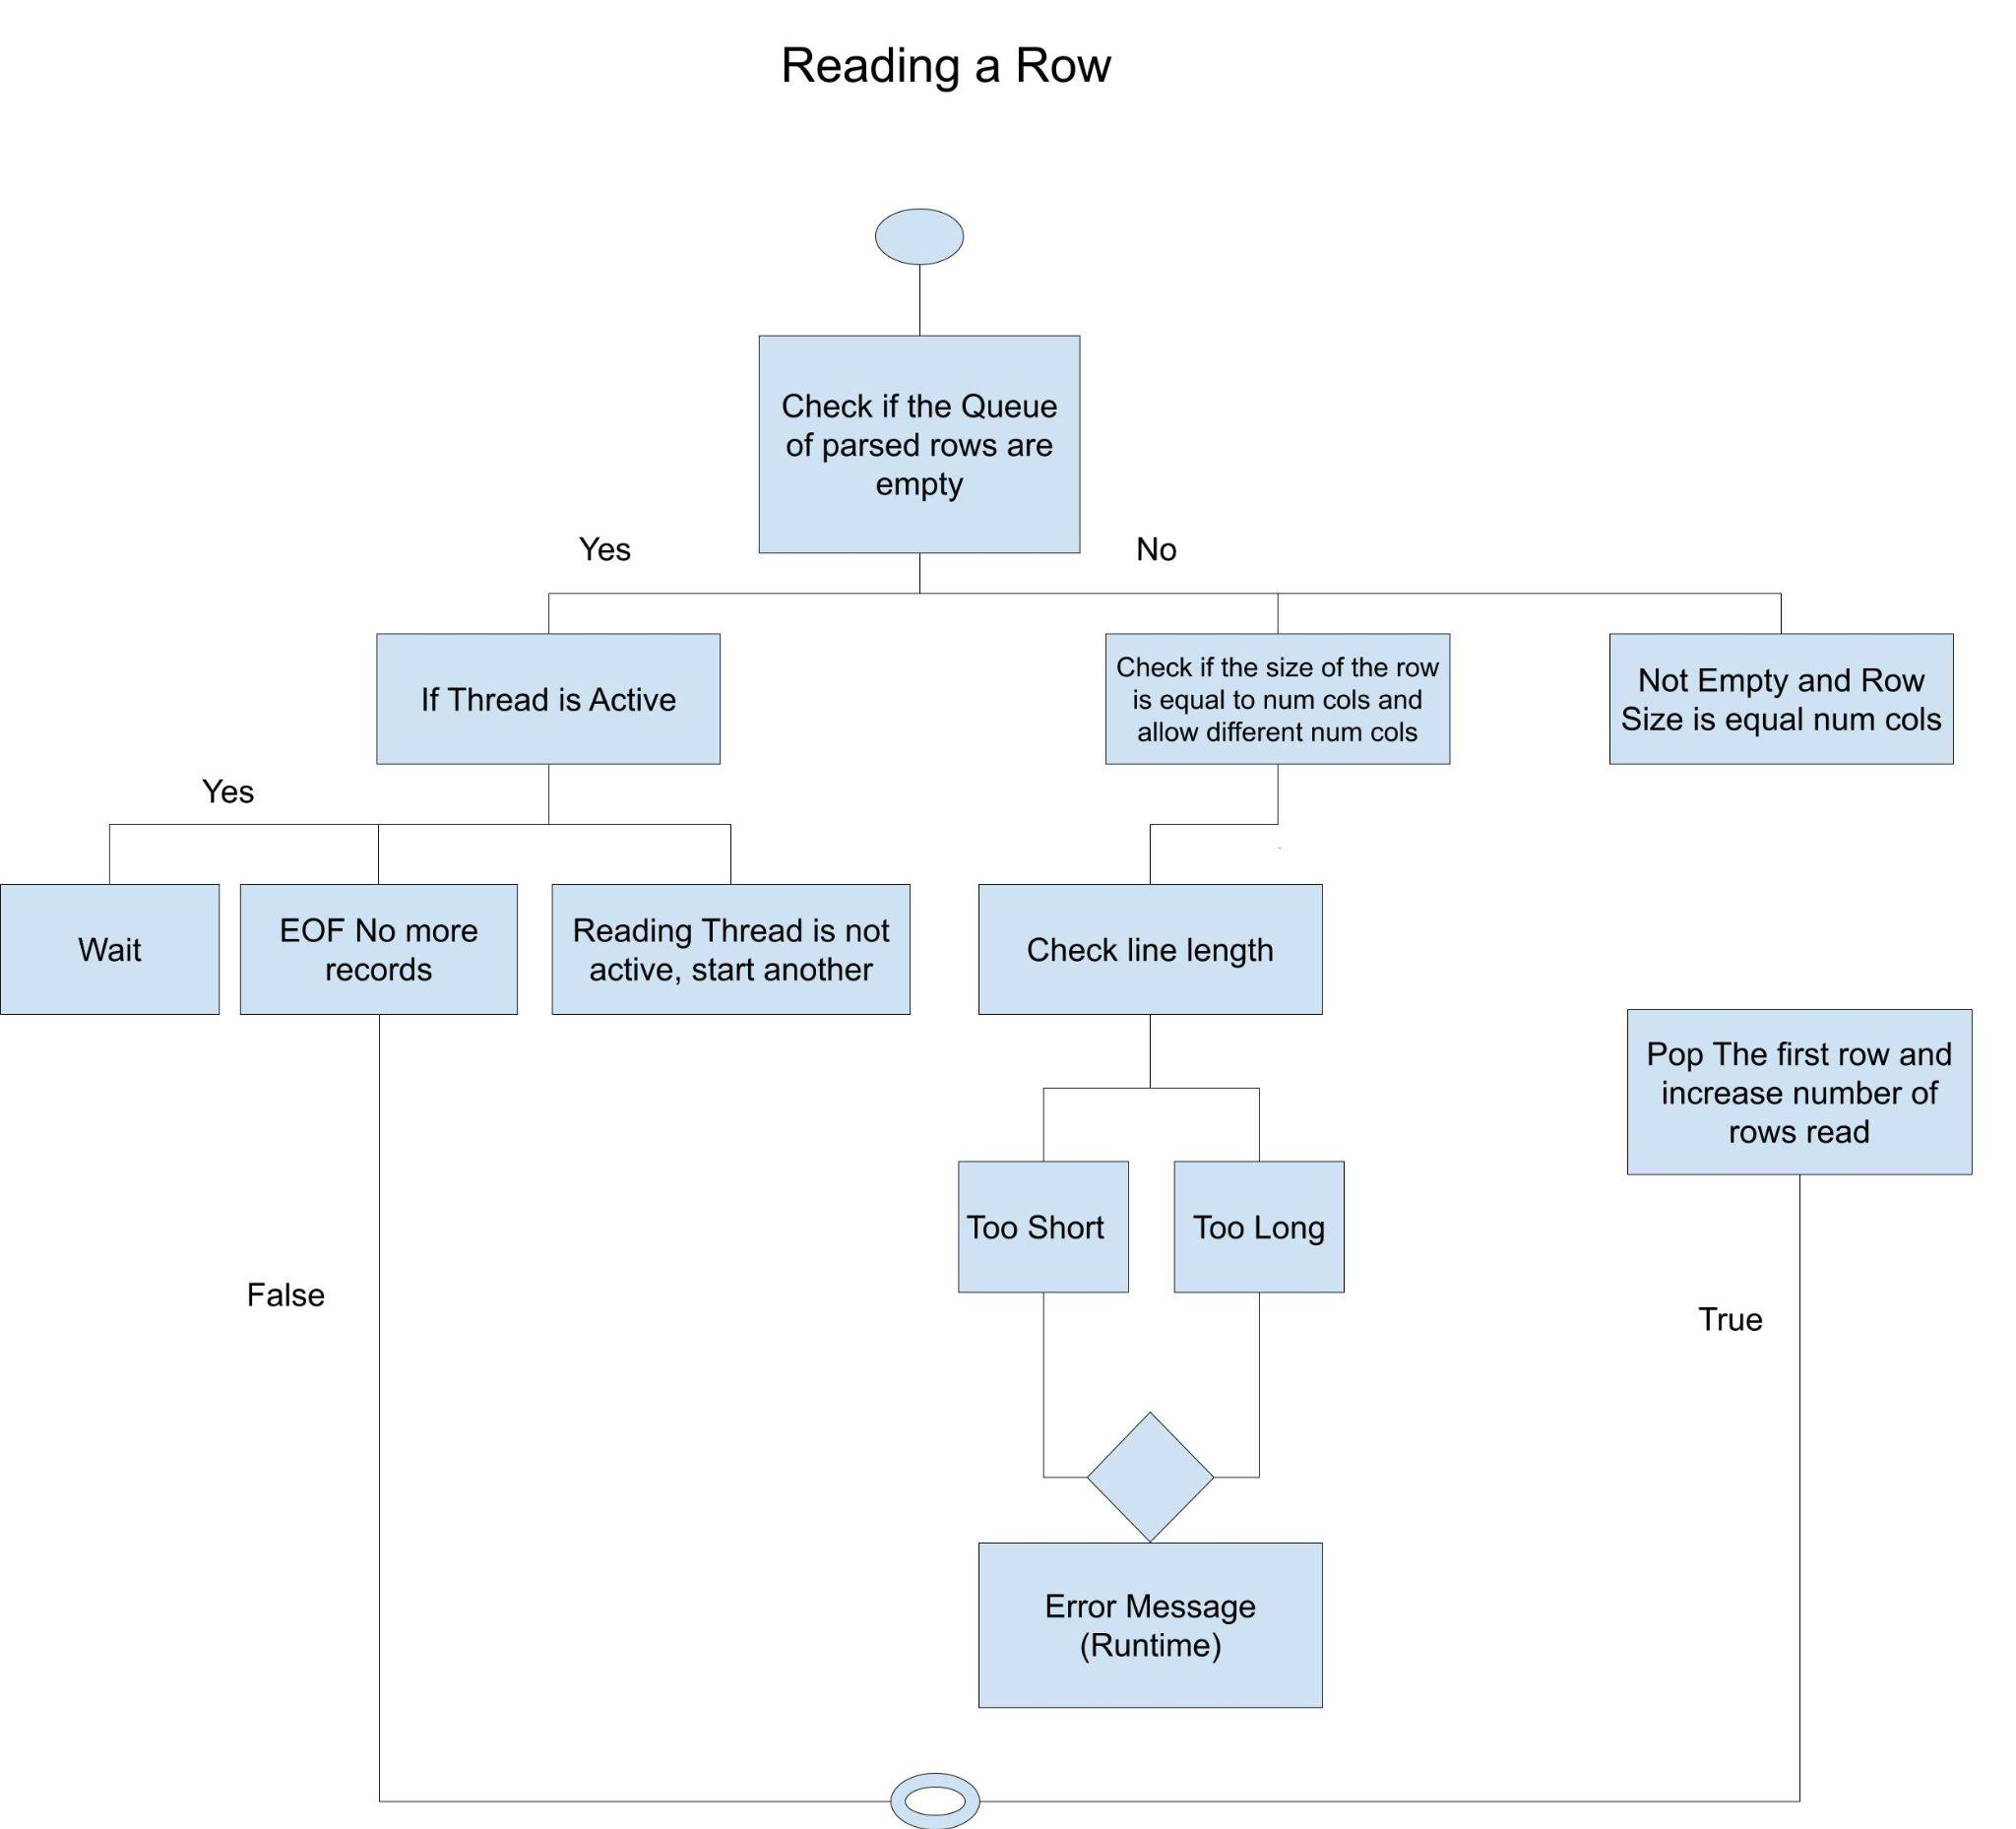 Reading a Row
Check if the Queue
of parsed rows are
empty
Yes
No
If Thread is Active
Check if the size of the row
is equal to num cols and
allow different num cols
Not Empty and Row
Size is equal num cols
Yes
Wait
EOF No more
records
Reading Thread is not
active, start another
Check line length
Pop The first row and
increase number of
rows read
Too Short
Too Long
False
True
Error Message
(Runtime)